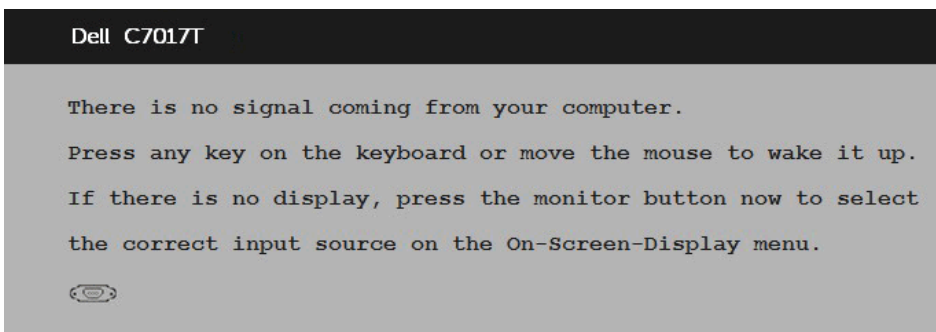 Dell C7017T
There is no signal coming from your computer.
Press any key on the keyboard or move the mouse to wake it up.
If there is no display, press the monitor button now to select
the correct input source on the On-Screen-Display menu.